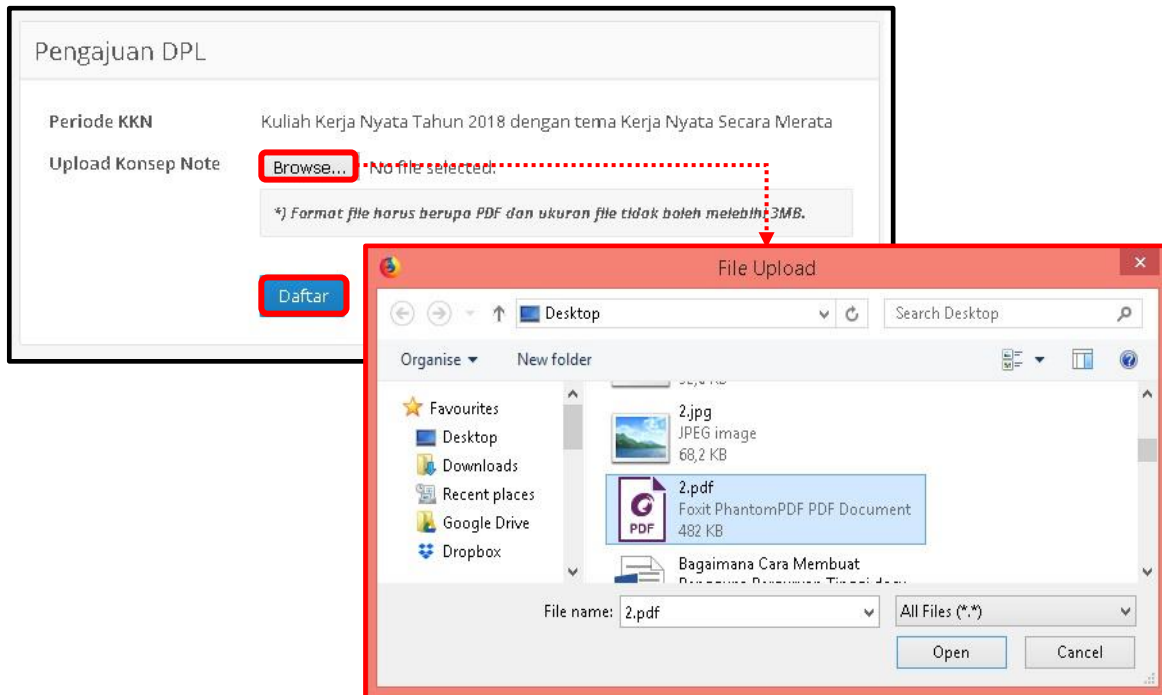 Pengajuan DPL
Periode KKN Kuliah Kerja Nyata Tahun 2018 dengan tema Kerja Nyata Secara Merata
Upload Konsep Note Browse... No file selected.
*) Format file harus berupa PDF dan ukuran file tidak boleh melebihi 3MB.
Daftar
File Upload
Desktop Search Desktop
Organise New folder
Favourites
Desktop
Downloads
Recent places
Google Drive
Dropbox
2.jpg
JPEG image
68,2 KB
2.pdf
PDF
Foxit PhantomPDF PDF Document
482 KB
Bagaimana Cara Membuat
File name: 2.pdf All Files (*.*)
Open Cancel